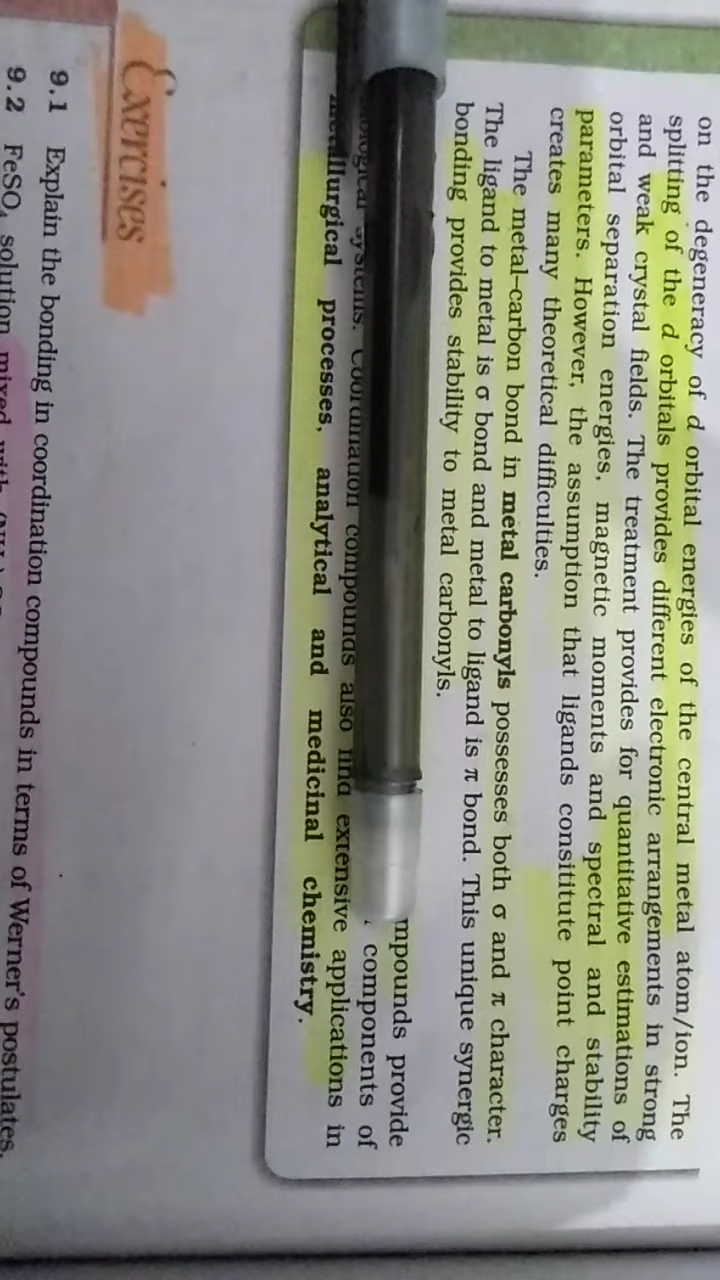 on the degeneracy of d orbital energies of the central metal atom/ion. The
splitting of the d orbitals provides different electronic arrangements in strong
and weak crystal fields. The treatment provides for quantitative estimations of
orbital separation energies, magnetic moments and spectral and stability
parameters. However, the assumption that ligands consititute point charges
creates many theoretical difficulties.
The metal–carbon bond in metal carbonyls possesses both σ and π character.
The ligand to metal is σ bond and metal to ligand is π bond. This unique synergic
bonding provides stability to metal carbonyls.
mpounds provide
components of
systems. Coordination compounds also find extensive applications in
metallurgical processes, analytical and medicinal chemistry.
Exercises
9.1 Explain the bonding in coordination compounds in terms of Werner's postulates.
9.2 FeSO₄ solution mixed with